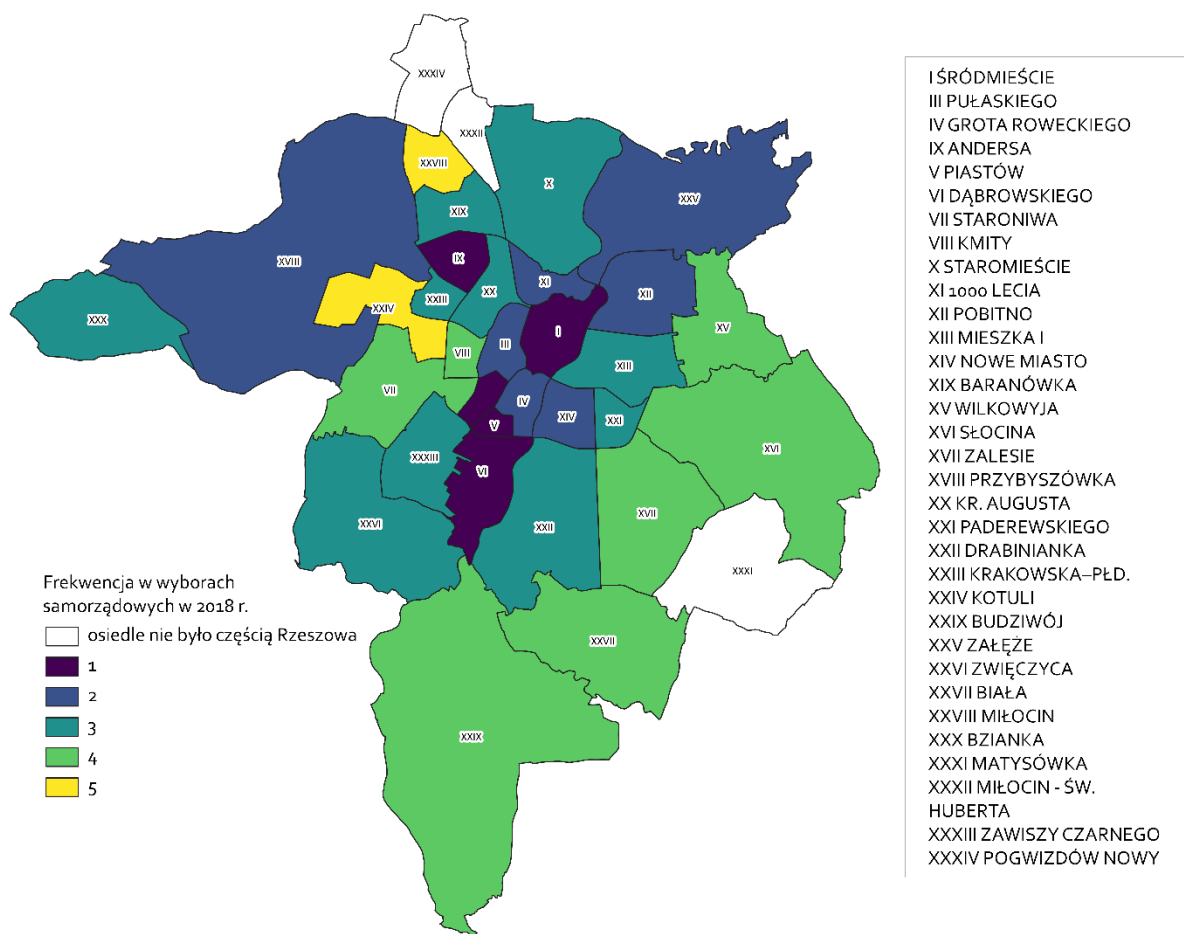 XXXIV
XXXII
XXVIII
X
XXV
XIX
IX
XVIII
XI
XII
XX
XXIII
XXIV
XXX
I
XV
III
VIII
XIII
VII
IV
XIV
XXI
V
XVI
XXXIII
VI
XVII
XXVI
XXII
XXXI
XXVII
XXIX
Frekwencja w wyborach
samorządowych w 2018 r.
osiedle nie było częścią Rzeszowa
1
2
3
4
5
I ŚRÓDMIEŚCIE
III PUŁASKIEGO
IV GROTA ROWECKIEGO
IX ANDERSA
V PIASTÓW
VI DĄBROWSKIEGO
VII STARONIWA
VIII KMITY
X STAROMIEŚCIE
XI 1000 LECIA
XII POBITNO
XIII MIESZKA I
XIV NOWE MIASTO
XIX BARANÓWKA
XV WILKOWYJA
XVI SŁOCINA
XVII ZALESIE
XVIII PRZYBYSZÓWKA
XX KR. AUGUSTA
XXI PADEREWSKIEGO
XXII DRABINIANKA
XXIII KRAKOWSKA–PŁD.
XXIV KOTULI
XXIX BUDZIWÓJ
XXV ZAŁĘŻE
XXVI ZWIĘCZYCA
XXVII BIAŁA
XXVIII MIŁOCIN
XXX BZIANKA
XXXI MATYSÓWKA
XXXII MIŁOCIN - ŚW.
HUBERTA
XXXIII ZAWISZY CZARNEGO
XXXIV POGWIZDÓW NOWY